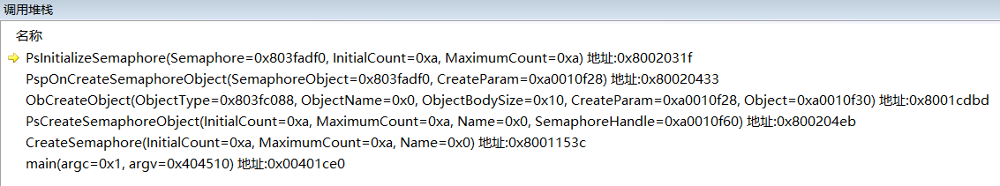 调用堆栈
名称
PsInitializeSemaphore(Semaphore=0x803fadf0, InitialCount=0xa, MaximumCount=0xa) 地址:0x8002031f
PspOnCreateSemaphoreObject(SemaphoreObject=0x803fadf0, CreateParam=0xa0010f28) 地址:0x80020433
ObCreateObject(ObjectType=0x803fc088, ObjectName=0x0, ObjectBodySize=0x10, CreateParam=0xa0010f28, Object=0xa0010f30) 地址:0x8001cdbd
PsCreateSemaphoreObject(InitialCount=0xa, MaximumCount=0xa, Name=0x0, SemaphoreHandle=0xa0010f60) 地址:0x800204eb
CreateSemaphore(InitialCount=0xa, MaximumCount=0xa, Name=0x0) 地址:0x8001153c
main(argc=0x1, argv=0x404510) 地址:0x00401ce0